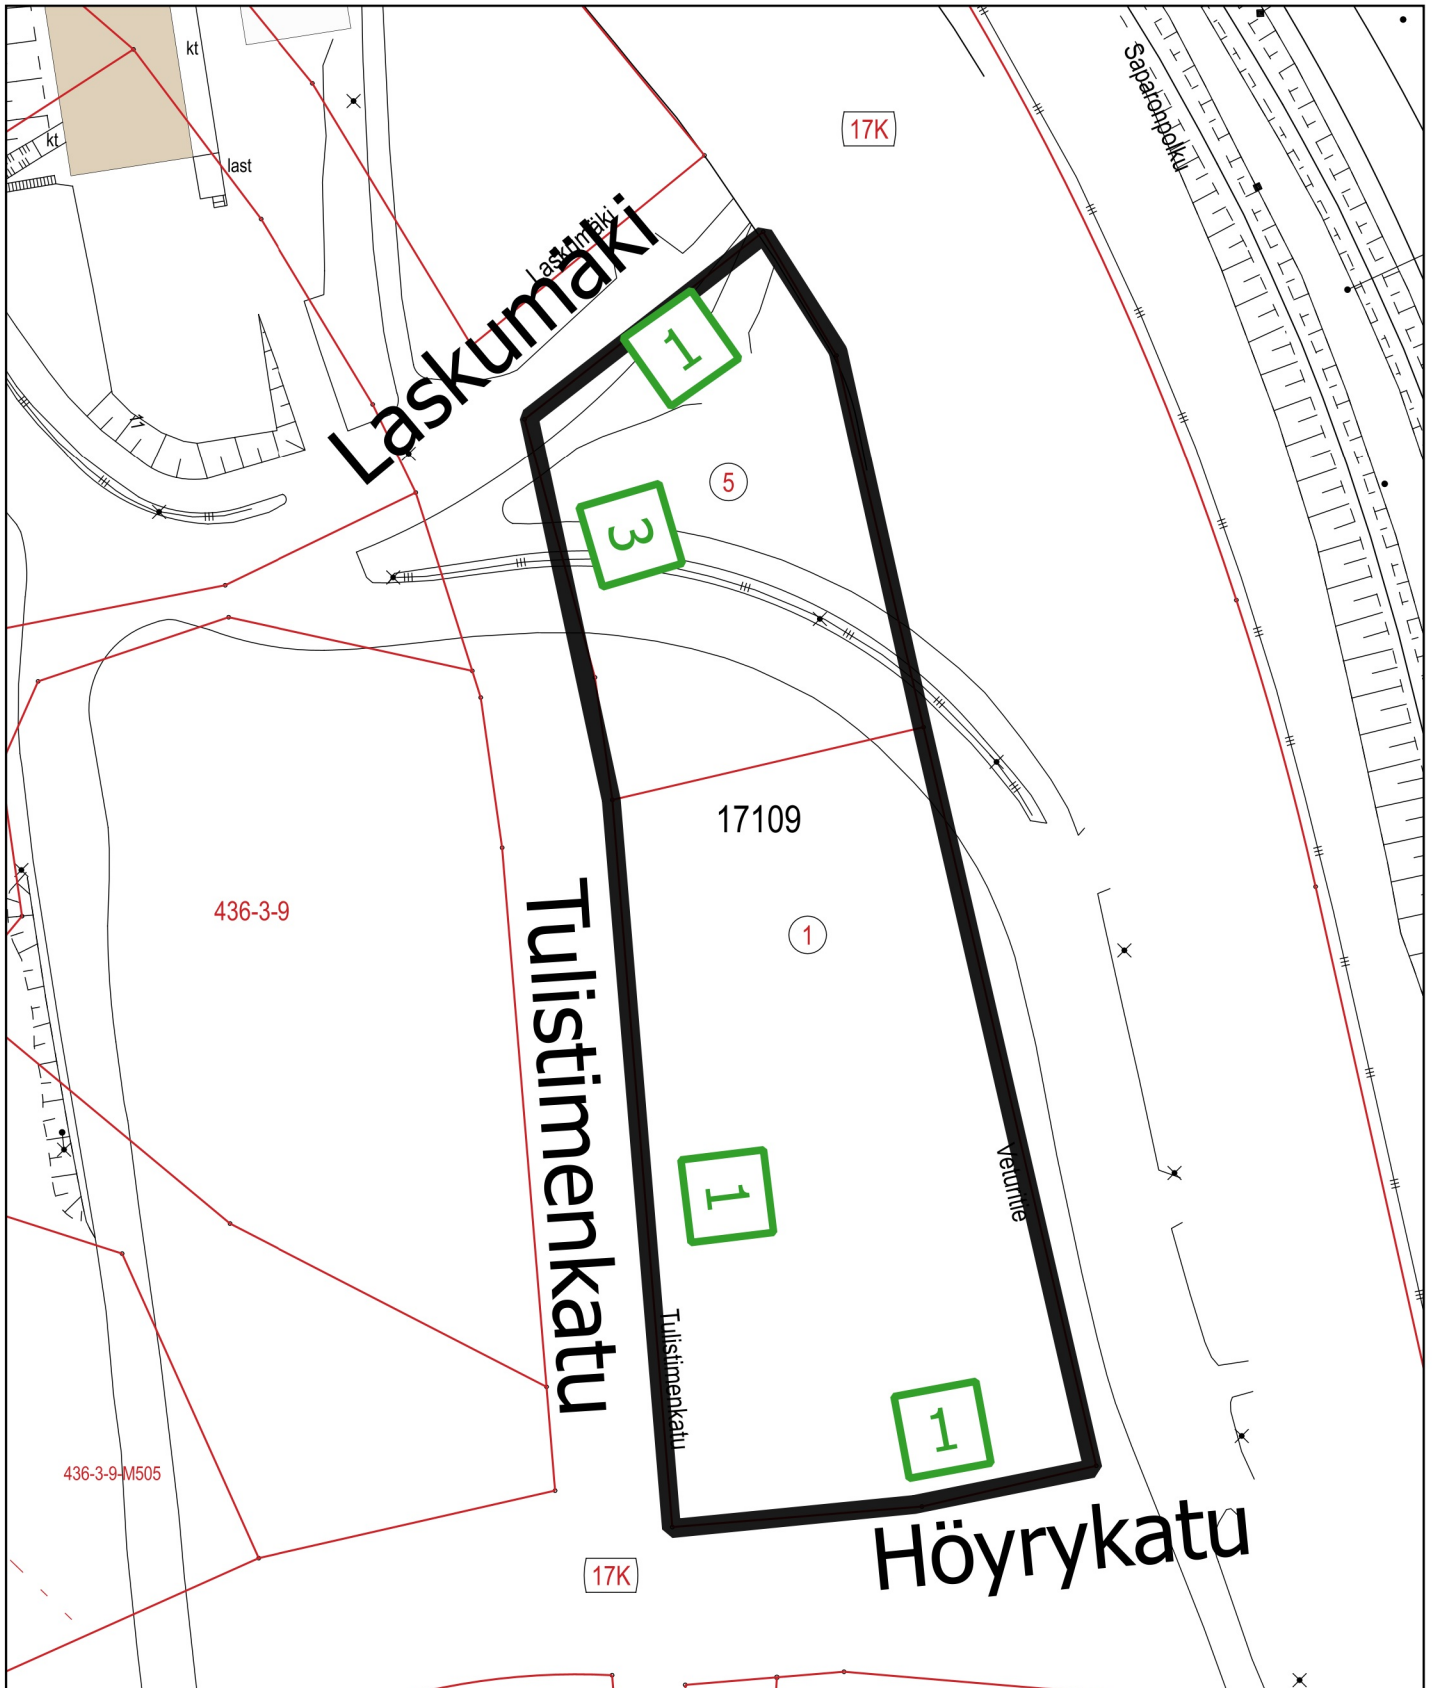 kt
17K
kt
last
Saparonpolku
Laskumäki
Laskumäki
1
5
3
17109
436-3-9
1
Tulistimenkatu
1
Veturitie
Tulistimenkatu
1
436-3-9-M505
Höyrykatu
17K